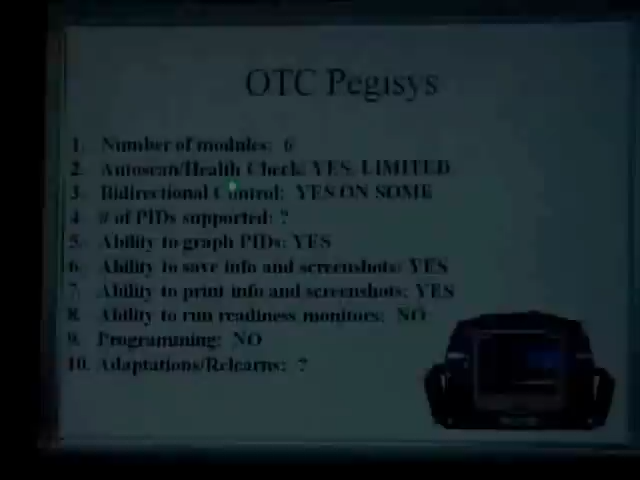 OTC Pegisys
1. Number of modules: 6
2. Autoscan/Health Check: YES, LIMITED
3. Bidirectional Control: YES ON SOME
4. # of PIDs supported: ?
5. Ability to graph PIDs: YES
6. Ability to save info and screenshots: YES
7. Ability to print info and screenshots: YES
8. Ability to run readiness monitors: NO
9. Programming: NO
10. Adaptations/Relearns: ?